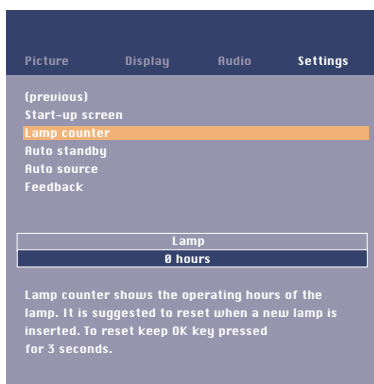 Picture Display Audio Settings
(previous)
Start-up screen
Lamp counter
Auto standby
Auto source
Feedback
Lamp
0 hours
Lamp counter shows the operating hours of the
lamp. It is suggested to reset when a new lamp is
inserted. To reset keep OK key pressed
for 3 seconds.